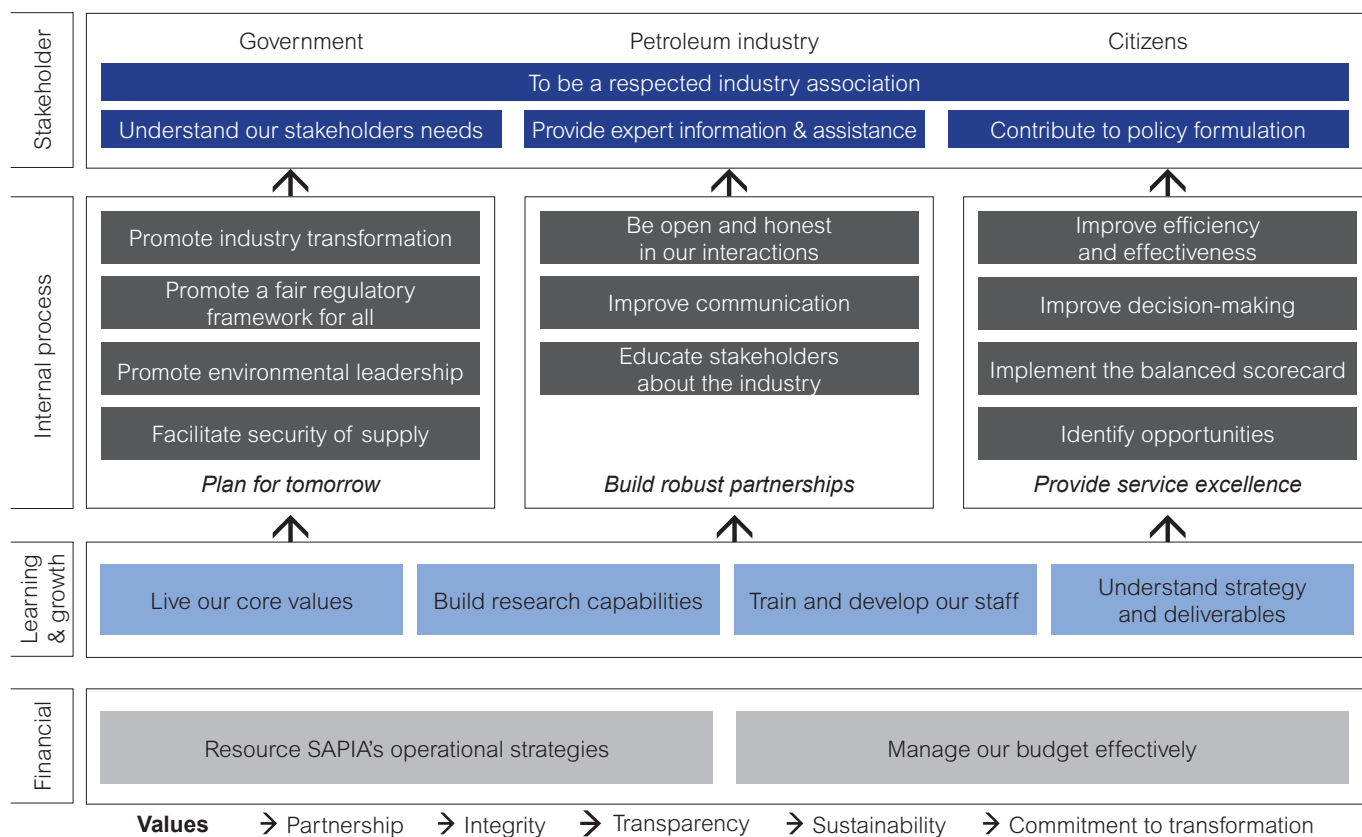 Stakeholder
Government
Petroleum industry
Citizens
To be a respected industry association
Understand our stakeholders needs
Provide expert information & assistance
Contribute to policy formulation
Internal process
Promote industry transformation
Promote a fair regulatory
framework for all
Promote environmental leadership
Facilitate security of supply
Plan for tomorrow
Be open and honest
in our interactions
Improve communication
Educate stakeholders
about the industry
Build robust partnerships
Improve efficiency
and effectiveness
Improve decision-making
Implement the balanced scorecard
Identify opportunities
Provide service excellence
Learning
& growth
Live our core values
Build research capabilities
Train and develop our staff
Understand strategy
and deliverables
Financial
Resource SAPIA's operational strategies
Manage our budget effectively
Values → Partnership → Integrity → Transparency → Sustainability → Commitment to transformation